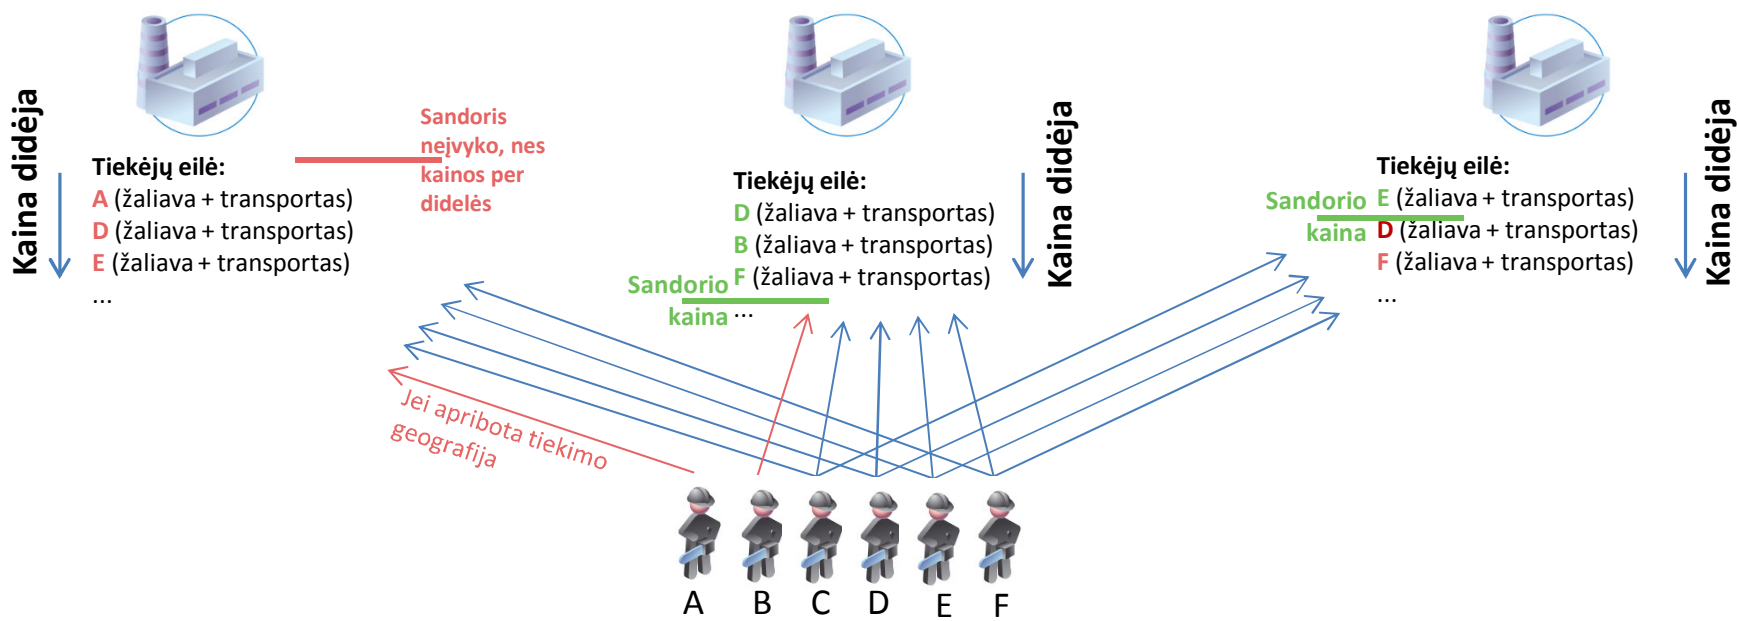 Kaina didėja
Tiekėjų eilė:
A (žaliava + transportas)
D (žaliava + transportas)
E (žaliava + transportas)
...
Sandoris
neįvyko, nes
kainos per
didelės
Jei apribota tiekimo
geografija
Tiekėjų eilė:
D (žaliava + transportas)
B (žaliava + transportas)
F (žaliava + transportas)
...
Sandorio
kaina
Kaina didėja
Tiekėjų eilė:
E (žaliava + transportas)
D (žaliava + transportas)
F (žaliava + transportas)
...
Sandorio
kaina
Kaina didėja
A B C D E F